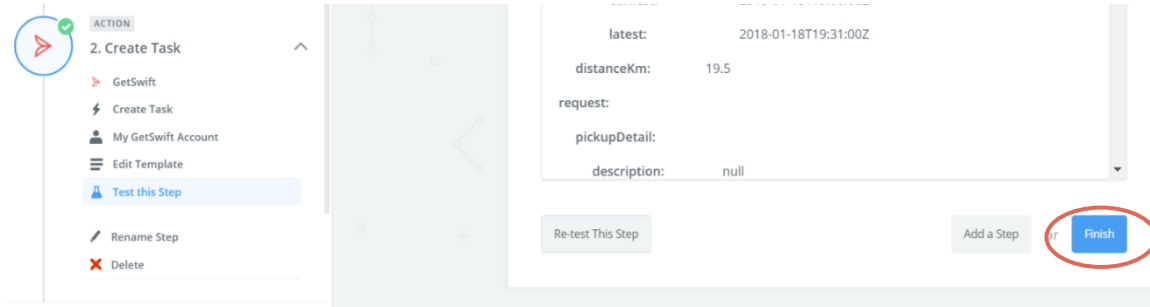 ACTION
2. Create Task
GetSwift
Create Task
My GetSwift Account
Edit Template
Test this Step
Rename Step
Delete
latest: 2018-01-18T19:31:00Z
distanceKm: 19.5
request:
pickupDetail:
description: null
Re-test This Step
Add a Step or Finish